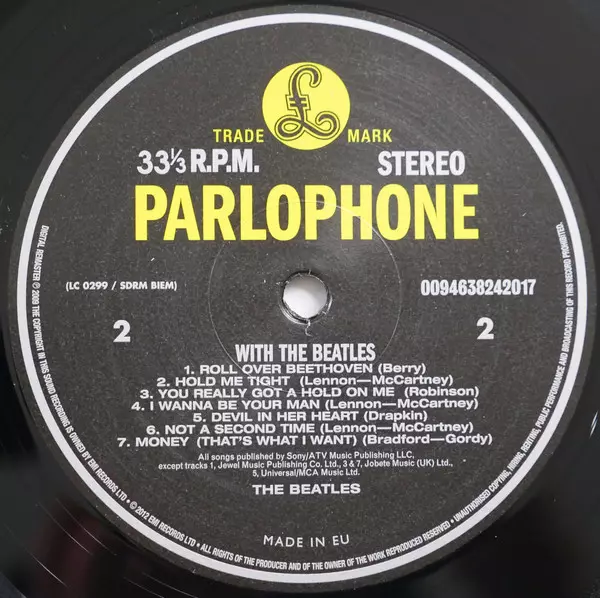 £
TRADE MARK
33⅓ R.P.M. STEREO
PARLOPHONE
(LC 0299 / SDRM BIEM) 0094638242017
2 2
WITH THE BEATLES
1. ROLL OVER BEETHOVEN (Berry)
2. HOLD ME TIGHT (Lennon—McCartney)
3. YOU REALLY GOT A HOLD ON ME (Robinson)
4. I WANNA BE YOUR MAN (Lennon—McCartney)
5. DEVIL IN HER HEART (Drapkin)
6. NOT A SECOND TIME (Lennon—McCartney)
7. MONEY (THAT'S WHAT I WANT) (Bradford—Gordy)
All songs published by Sony/ATV Music Publishing LLC,
except tracks 1, Jewel Music Publishing Co. Ltd., 3 & 7, Jobete Music (UK) Ltd.,
5, Universal/MCA Music Ltd.
THE BEATLES
MADE IN EU
DIGITAL REMASTER ℗ 2009 THE COPYRIGHT IN THIS SOUND RECORDING IS OWNED BY EMI RECORDS LTD • © 2012 EMI RECORDS LTD • ALL RIGHTS OF THE PRODUCER AND OF THE OWNER OF THE WORK REPRODUCED RESERVED • UNAUTHORISED COPYING, HIRING, RENTING, PUBLIC PERFORMANCE AND BROADCASTING OF THIS RECORD PROHIBITED.